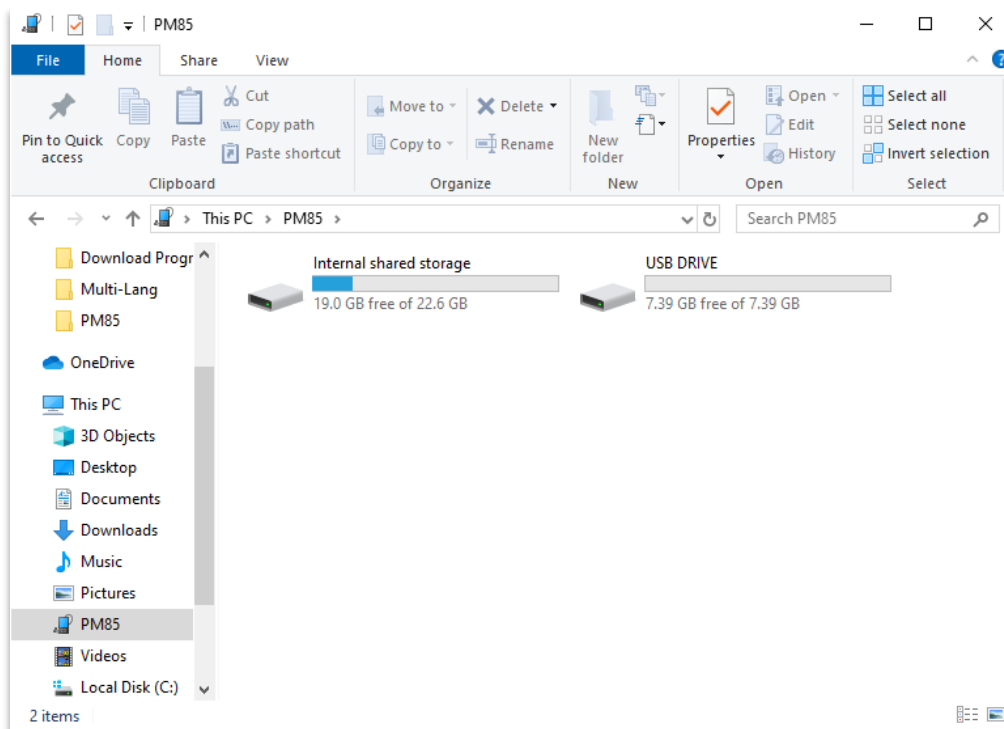 PM85
File Home Share View
Pin to Quick access
Copy
Paste
Cut
Copy path
Paste shortcut
Clipboard
Move to
Copy to
Delete
Rename
Organize
New folder
New
Properties
Open
Edit
History
Open
Select all
Select none
Invert selection
Select
This PC > PM85 >
Search PM85
Download Progr
Multi-Lang
PM85
OneDrive
This PC
3D Objects
Desktop
Documents
Downloads
Music
Pictures
PM85
Videos
Local Disk (C:)
Internal shared storage
19.0 GB free of 22.6 GB
USB DRIVE
7.39 GB free of 7.39 GB
2 items